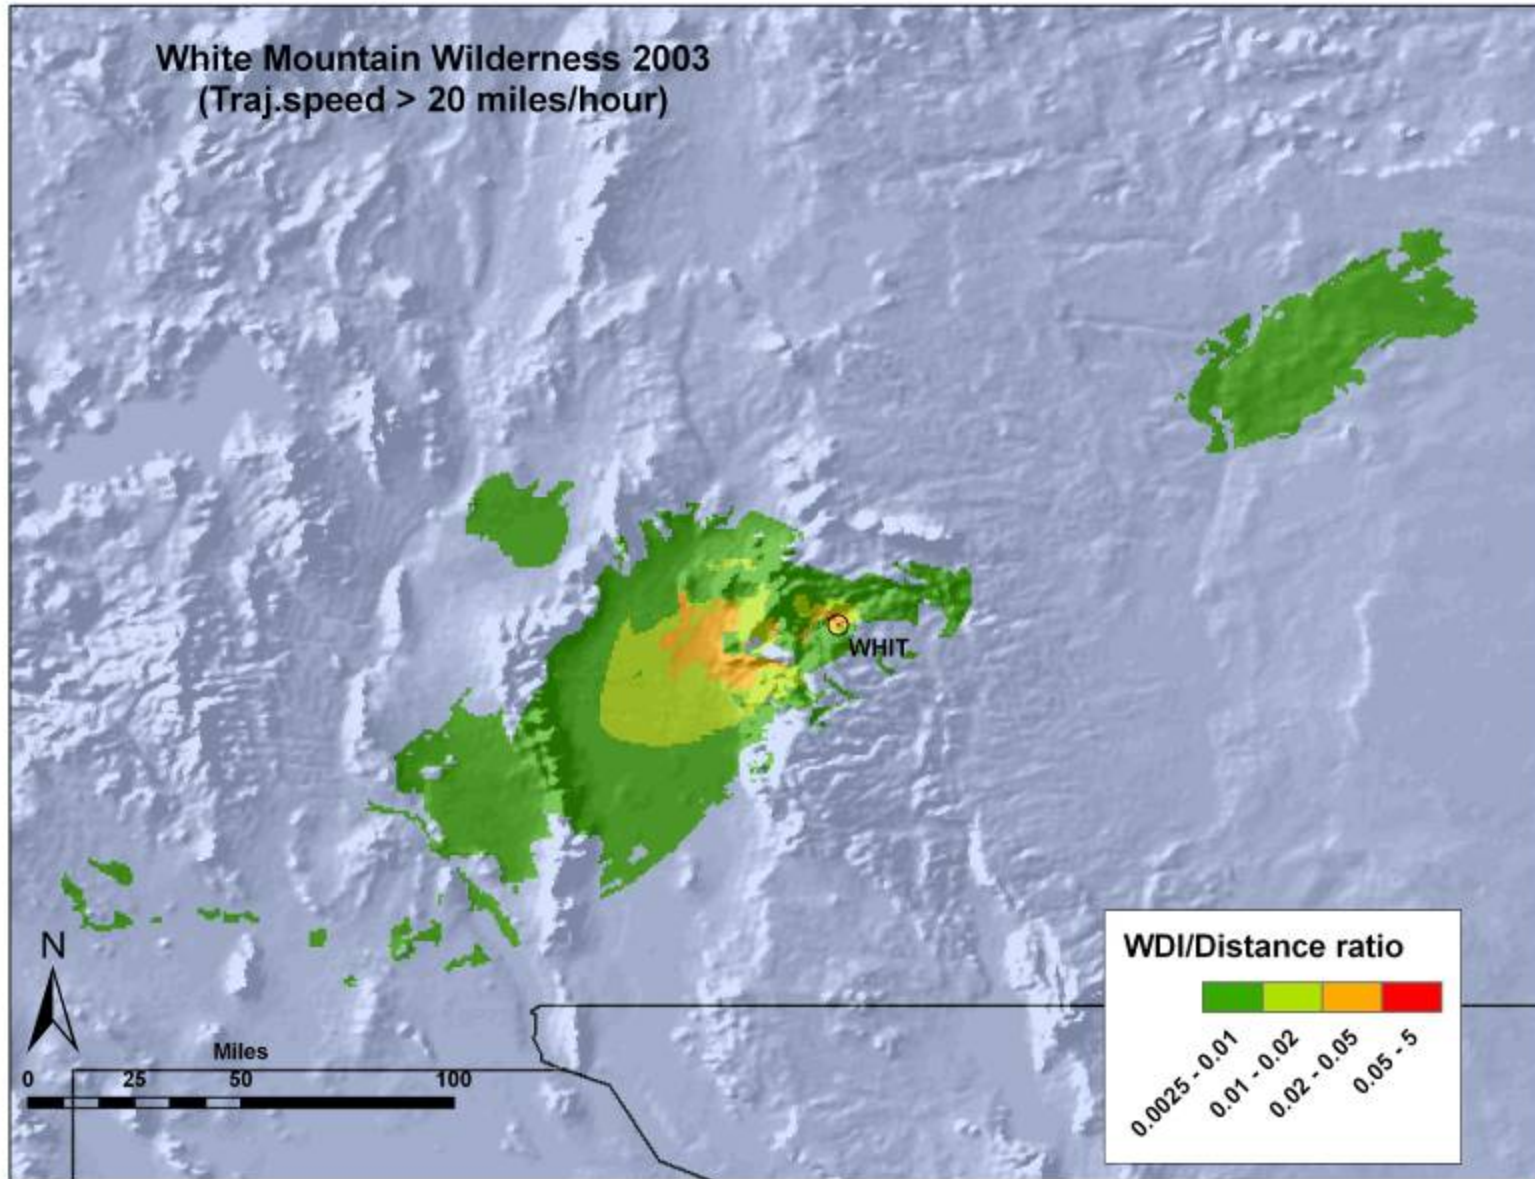 White Mountain Wilderness 2003
(Traj.speed > 20 miles/hour)
WHIT
N
Miles
0 25 50 100
WDI/Distance ratio
0.0025 - 0.01
0.01 - 0.02
0.02 - 0.05
0.05 - 5